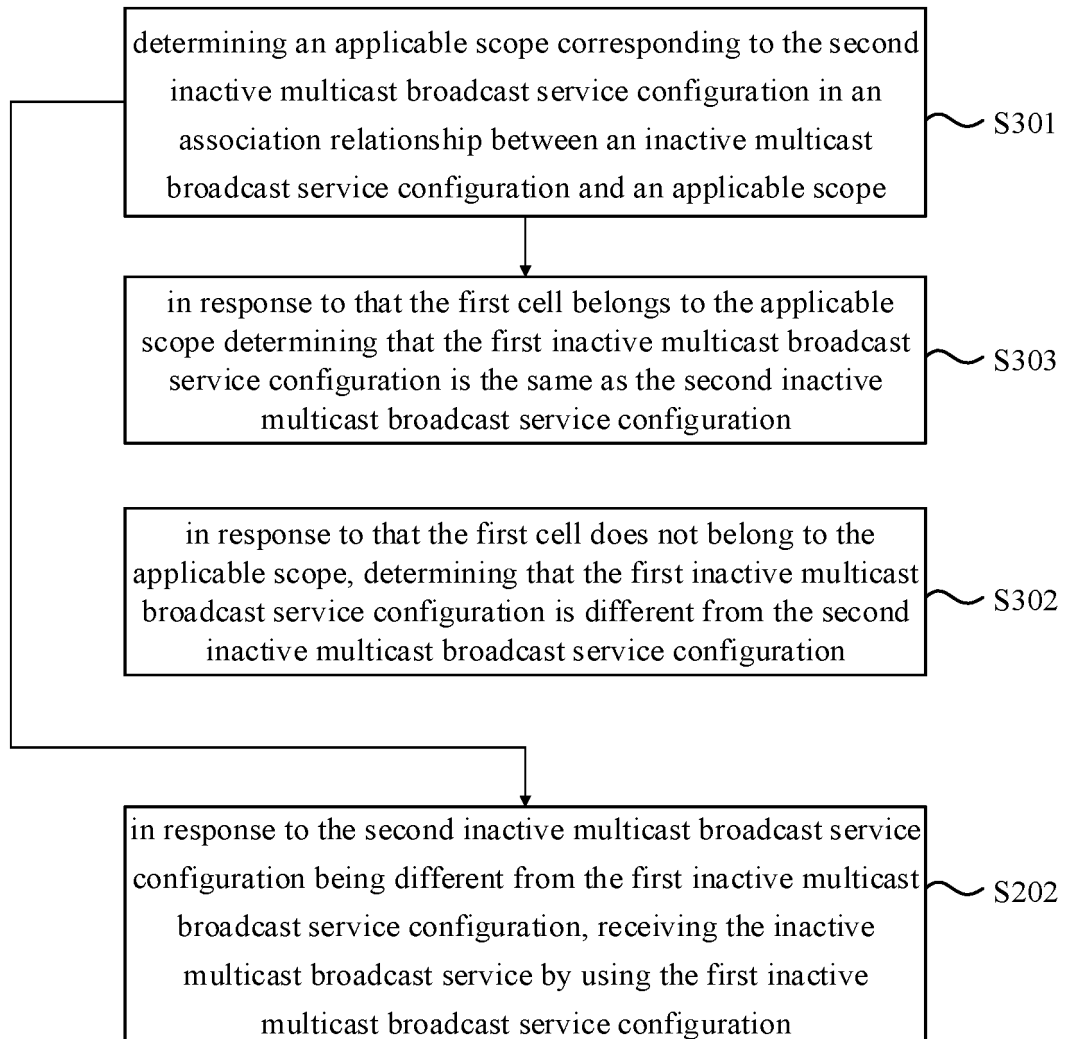 determining an applicable scope corresponding to the second
inactive multicast broadcast service configuration in an
association relationship between an inactive multicast
broadcast service configuration and an applicable scope
S301
in response to that the first cell belongs to the applicable
scope determining that the first inactive multicast broadcast
service configuration is the same as the second inactive
multicast broadcast service configuration
S303
in response to that the first cell does not belong to the
applicable scope, determining that the first inactive multicast
broadcast service configuration is different from the second
inactive multicast broadcast service configuration
S302
in response to the second inactive multicast broadcast service
configuration being different from the first inactive multicast
broadcast service configuration, receiving the inactive
multicast broadcast service by using the first inactive
multicast broadcast service configuration
S202